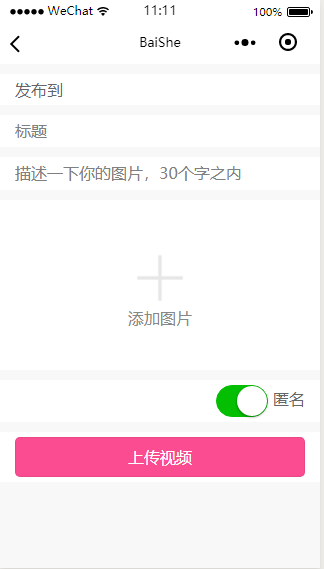 ●●●●● WeChat 11:11 100%
BaiShe
发布到
标题
描述一下你的图片，30个字之内
添加图片
匿名
上传视频